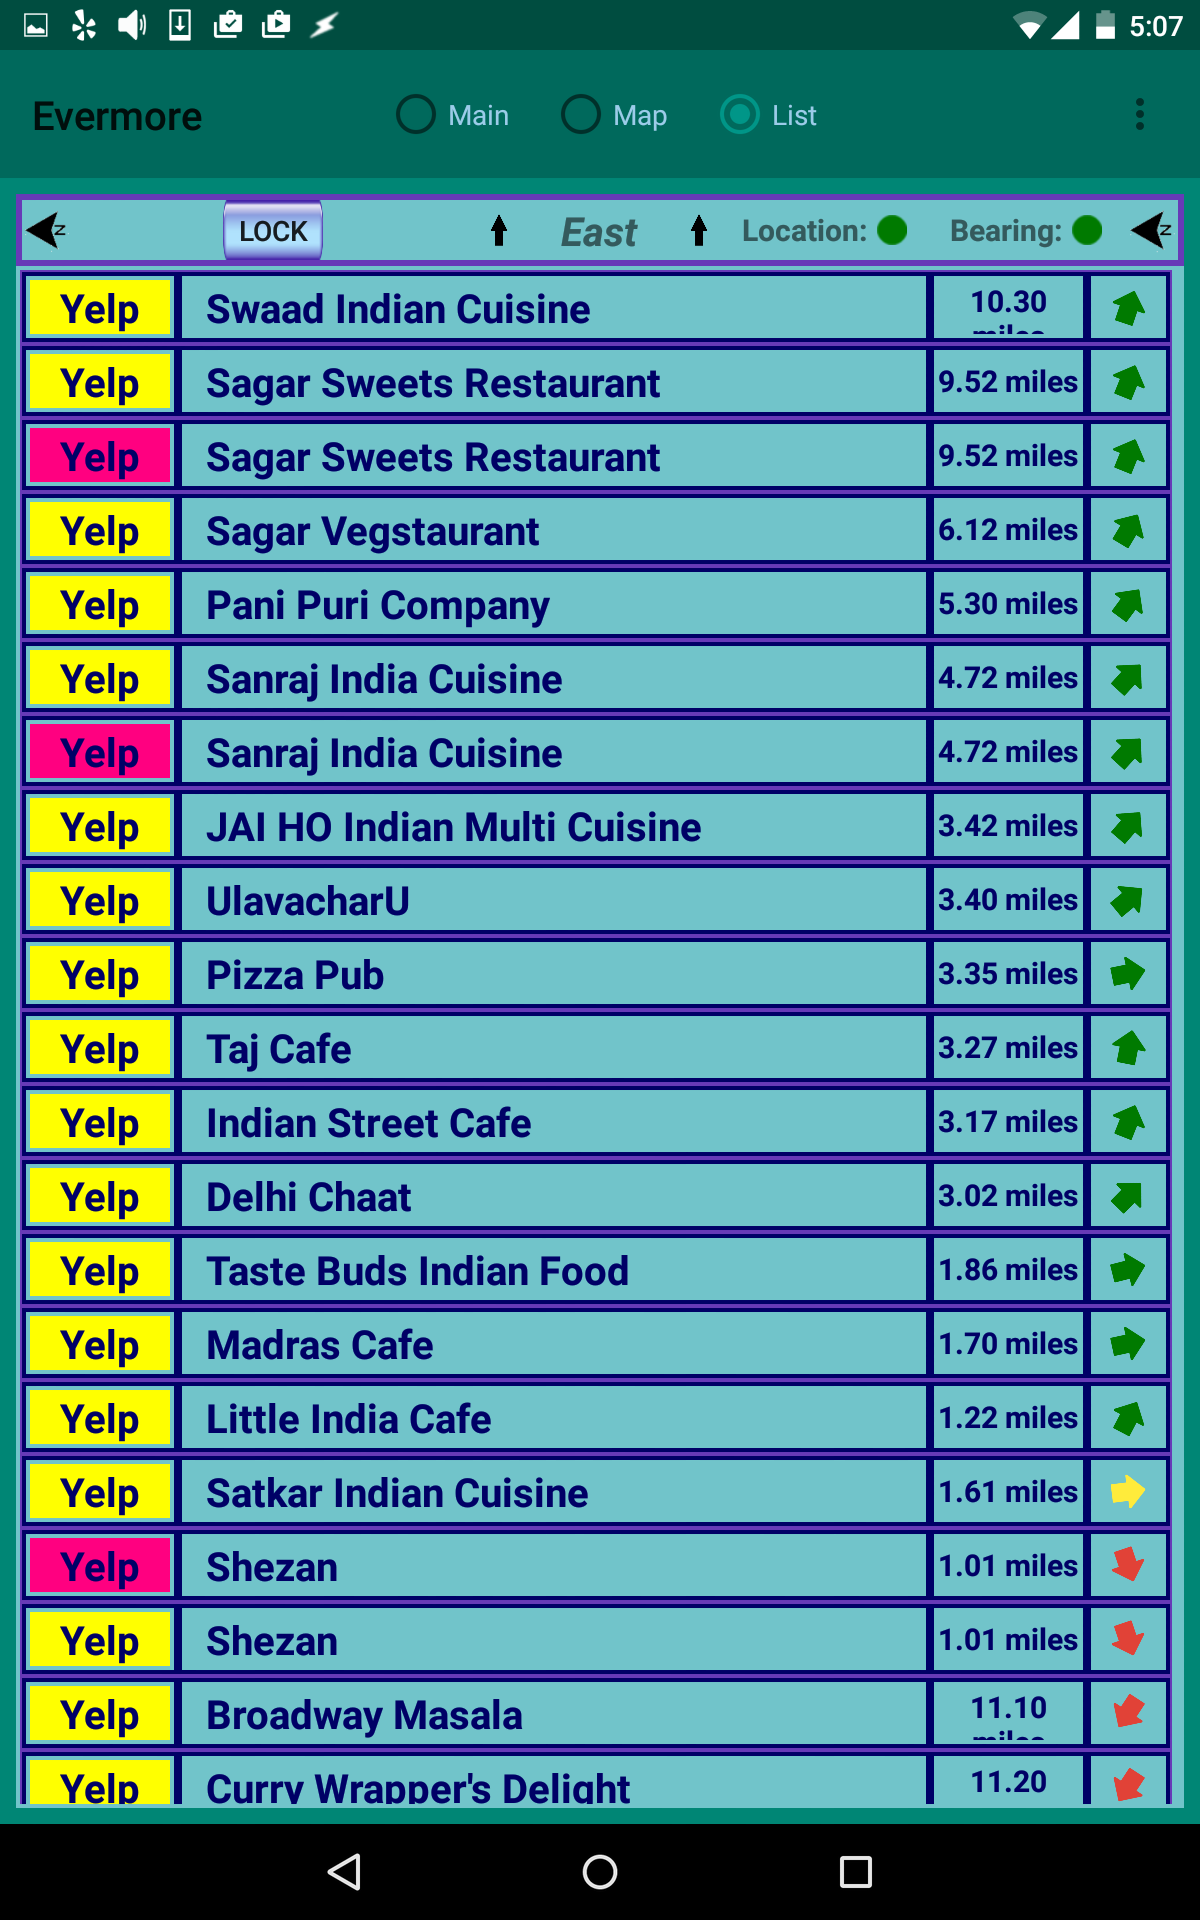 5:07
Evermore Main Map List
Z LOCK East Location: Bearing: Z
Yelp Swaad Indian Cuisine 10.30
miles
Yelp Sagar Sweets Restaurant 9.52 miles
Yelp Sagar Sweets Restaurant 9.52 miles
Yelp Sagar Vegstaurant 6.12 miles
Yelp Pani Puri Company 5.30 miles
Yelp Sanraj India Cuisine 4.72 miles
Yelp Sanraj India Cuisine 4.72 miles
Yelp JAI HO Indian Multi Cuisine 3.42 miles
Yelp UlavacharU 3.40 miles
Yelp Pizza Pub 3.35 miles
Yelp Taj Cafe 3.27 miles
Yelp Indian Street Cafe 3.17 miles
Yelp Delhi Chaat 3.02 miles
Yelp Taste Buds Indian Food 1.86 miles
Yelp Madras Cafe 1.70 miles
Yelp Little India Cafe 1.22 miles
Yelp Satkar Indian Cuisine 1.61 miles
Yelp Shezan 1.01 miles
Yelp Shezan 1.01 miles
Yelp Broadway Masala 11.10
miles
Yelp Curry Wrapper's Delight 11.20